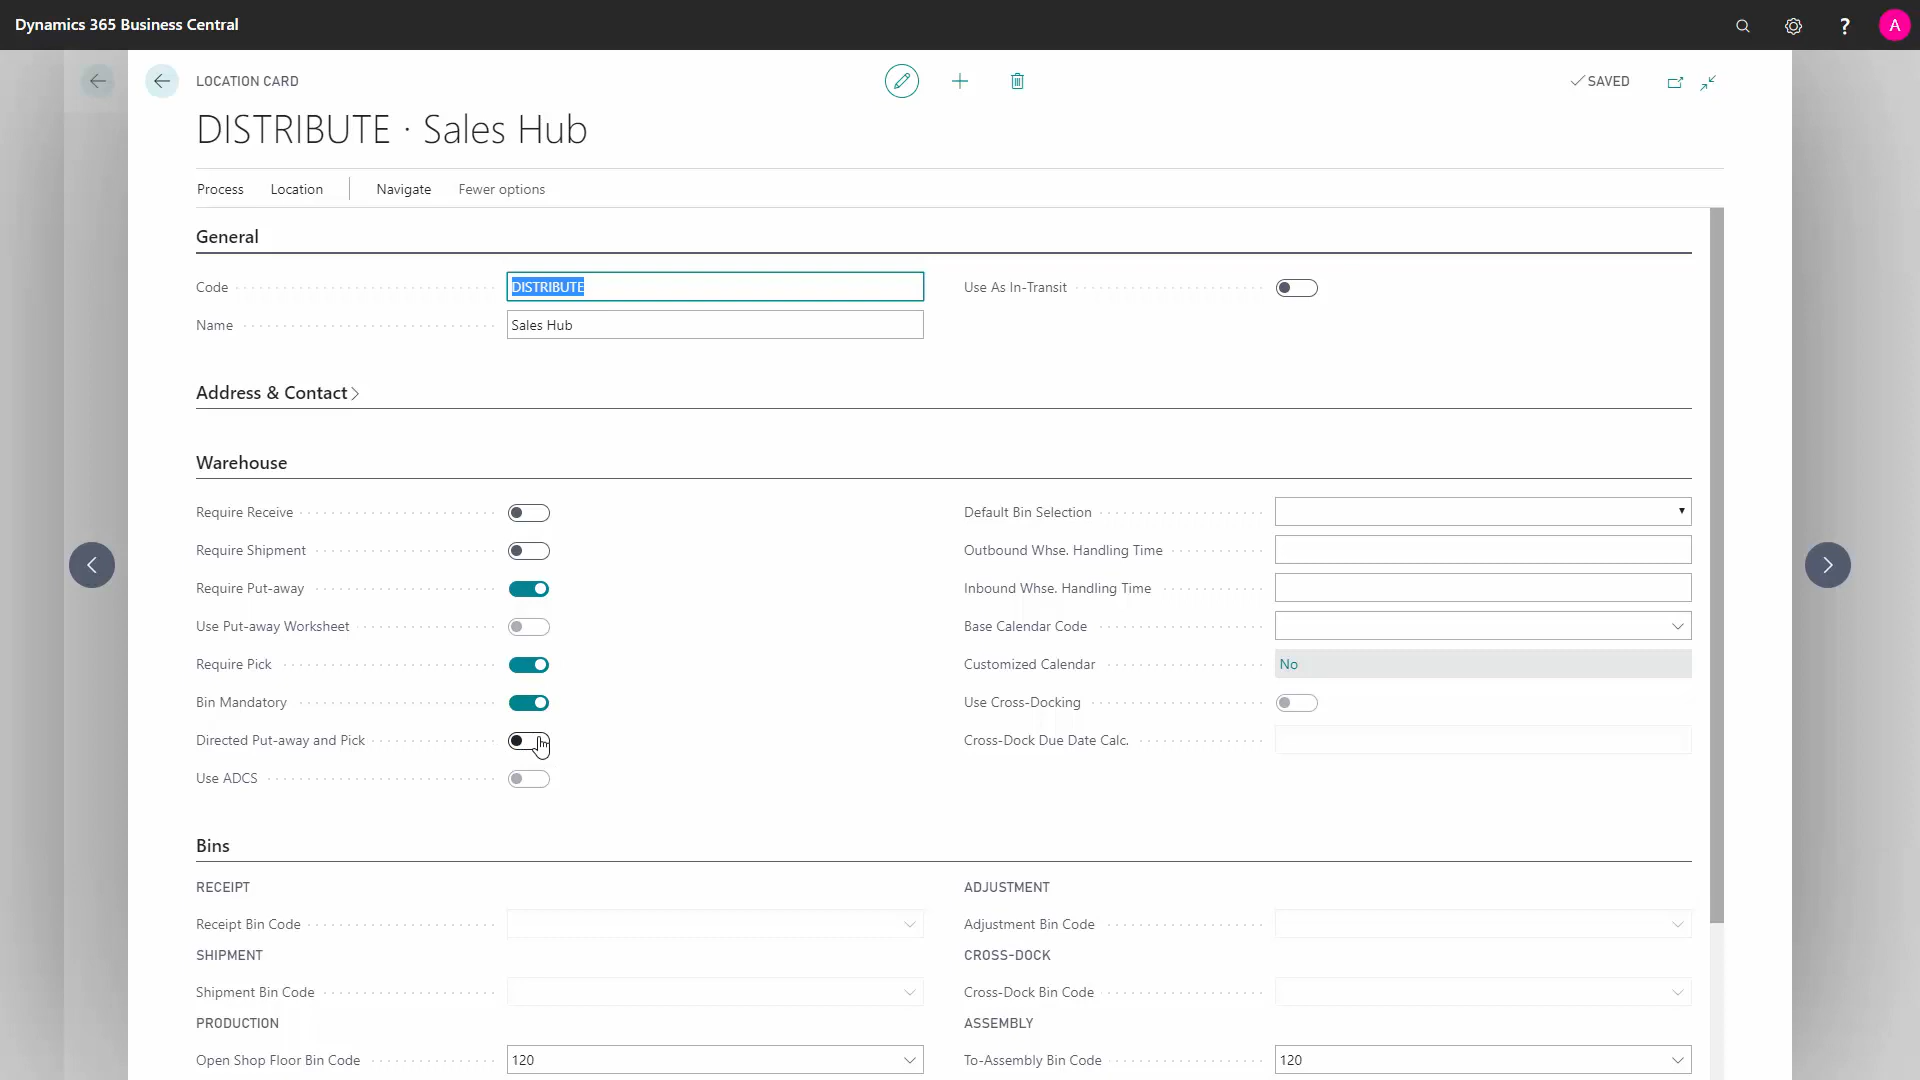 Dynamics 365 Business Central
?
A
LOCATION CARD
SAVED
DISTRIBUTE · Sales Hub
Process
Location
Navigate
Fewer options
General
Code
DISTRIBUTE
Use As In-Transit
Name
Sales Hub
Address & Contact
Warehouse
Require Receive
Default Bin Selection
Require Shipment
Outbound Whse. Handling Time
Require Put-away
Inbound Whse. Handling Time
Use Put-away Worksheet
Base Calendar Code
Require Pick
Customized Calendar
No
Bin Mandatory
Use Cross-Docking
Directed Put-away and Pick
Cross-Dock Due Date Calc.
Use ADCS
Bins
RECEIPT
ADJUSTMENT
Receipt Bin Code
Adjustment Bin Code
SHIPMENT
CROSS-DOCK
Shipment Bin Code
Cross-Dock Bin Code
PRODUCTION
ASSEMBLY
Open Shop Floor Bin Code
120
To-Assembly Bin Code
120